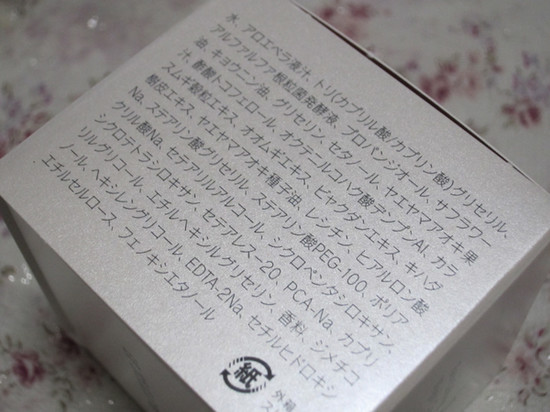 水、アロエベラ液汁、トリ(カプリル酸/カプリン酸)グリセリル、
アルファルファ根粒菌発酵液、プロパンジオール、サフラワー
油、キョウニン油、グリセリン、セタノール、ヤエヤマアオキ果
汁、酢酸トコフェロール、オクテニルコハク酸デンプンAl、カラ
スムギ穀粒エキス、オオムギエキス、ビャクダンエキス、キハダ
樹皮エキス、ヤエヤマアオキ種子油、レシチン、ヒアルロン酸
Na、ステアリン酸グリセリル、ステアリン酸PEG-100、ポリア
クリル酸Na、セテアリルアルコール、シクロペンタシロキサン、
シクロテトラシロキサン、セテアレス-20、PCA-Na、カプリ
リルグリコール、エチルヘキシルグリセリン、香料、ジメチコ
ノール、ヘキシレングリコール、EDTA-2Na、セチルヒドロキシ
エチルセルロース、フェノキシエタノール
紙
外箱